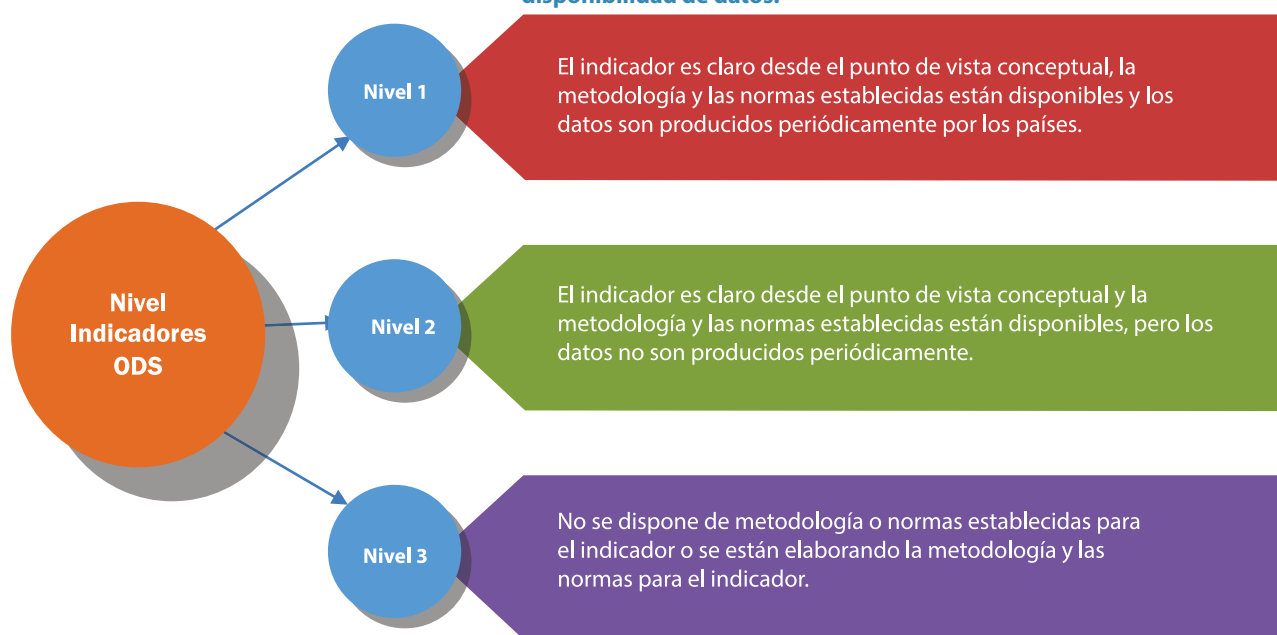 disponibilidad de datos.
Nivel 1
El indicador es claro desde el punto de vista conceptual, la
metodología y las normas establecidas están disponibles y los
datos son producidos periódicamente por los países.
Nivel
Indicadores
ODS
Nivel 2
El indicador es claro desde el punto de vista conceptual y la
metodología y las normas establecidas están disponibles, pero los
datos no son producidos periódicamente.
Nivel 3
No se dispone de metodología o normas establecidas para
el indicador o se están elaborando la metodología y las
normas para el indicador.